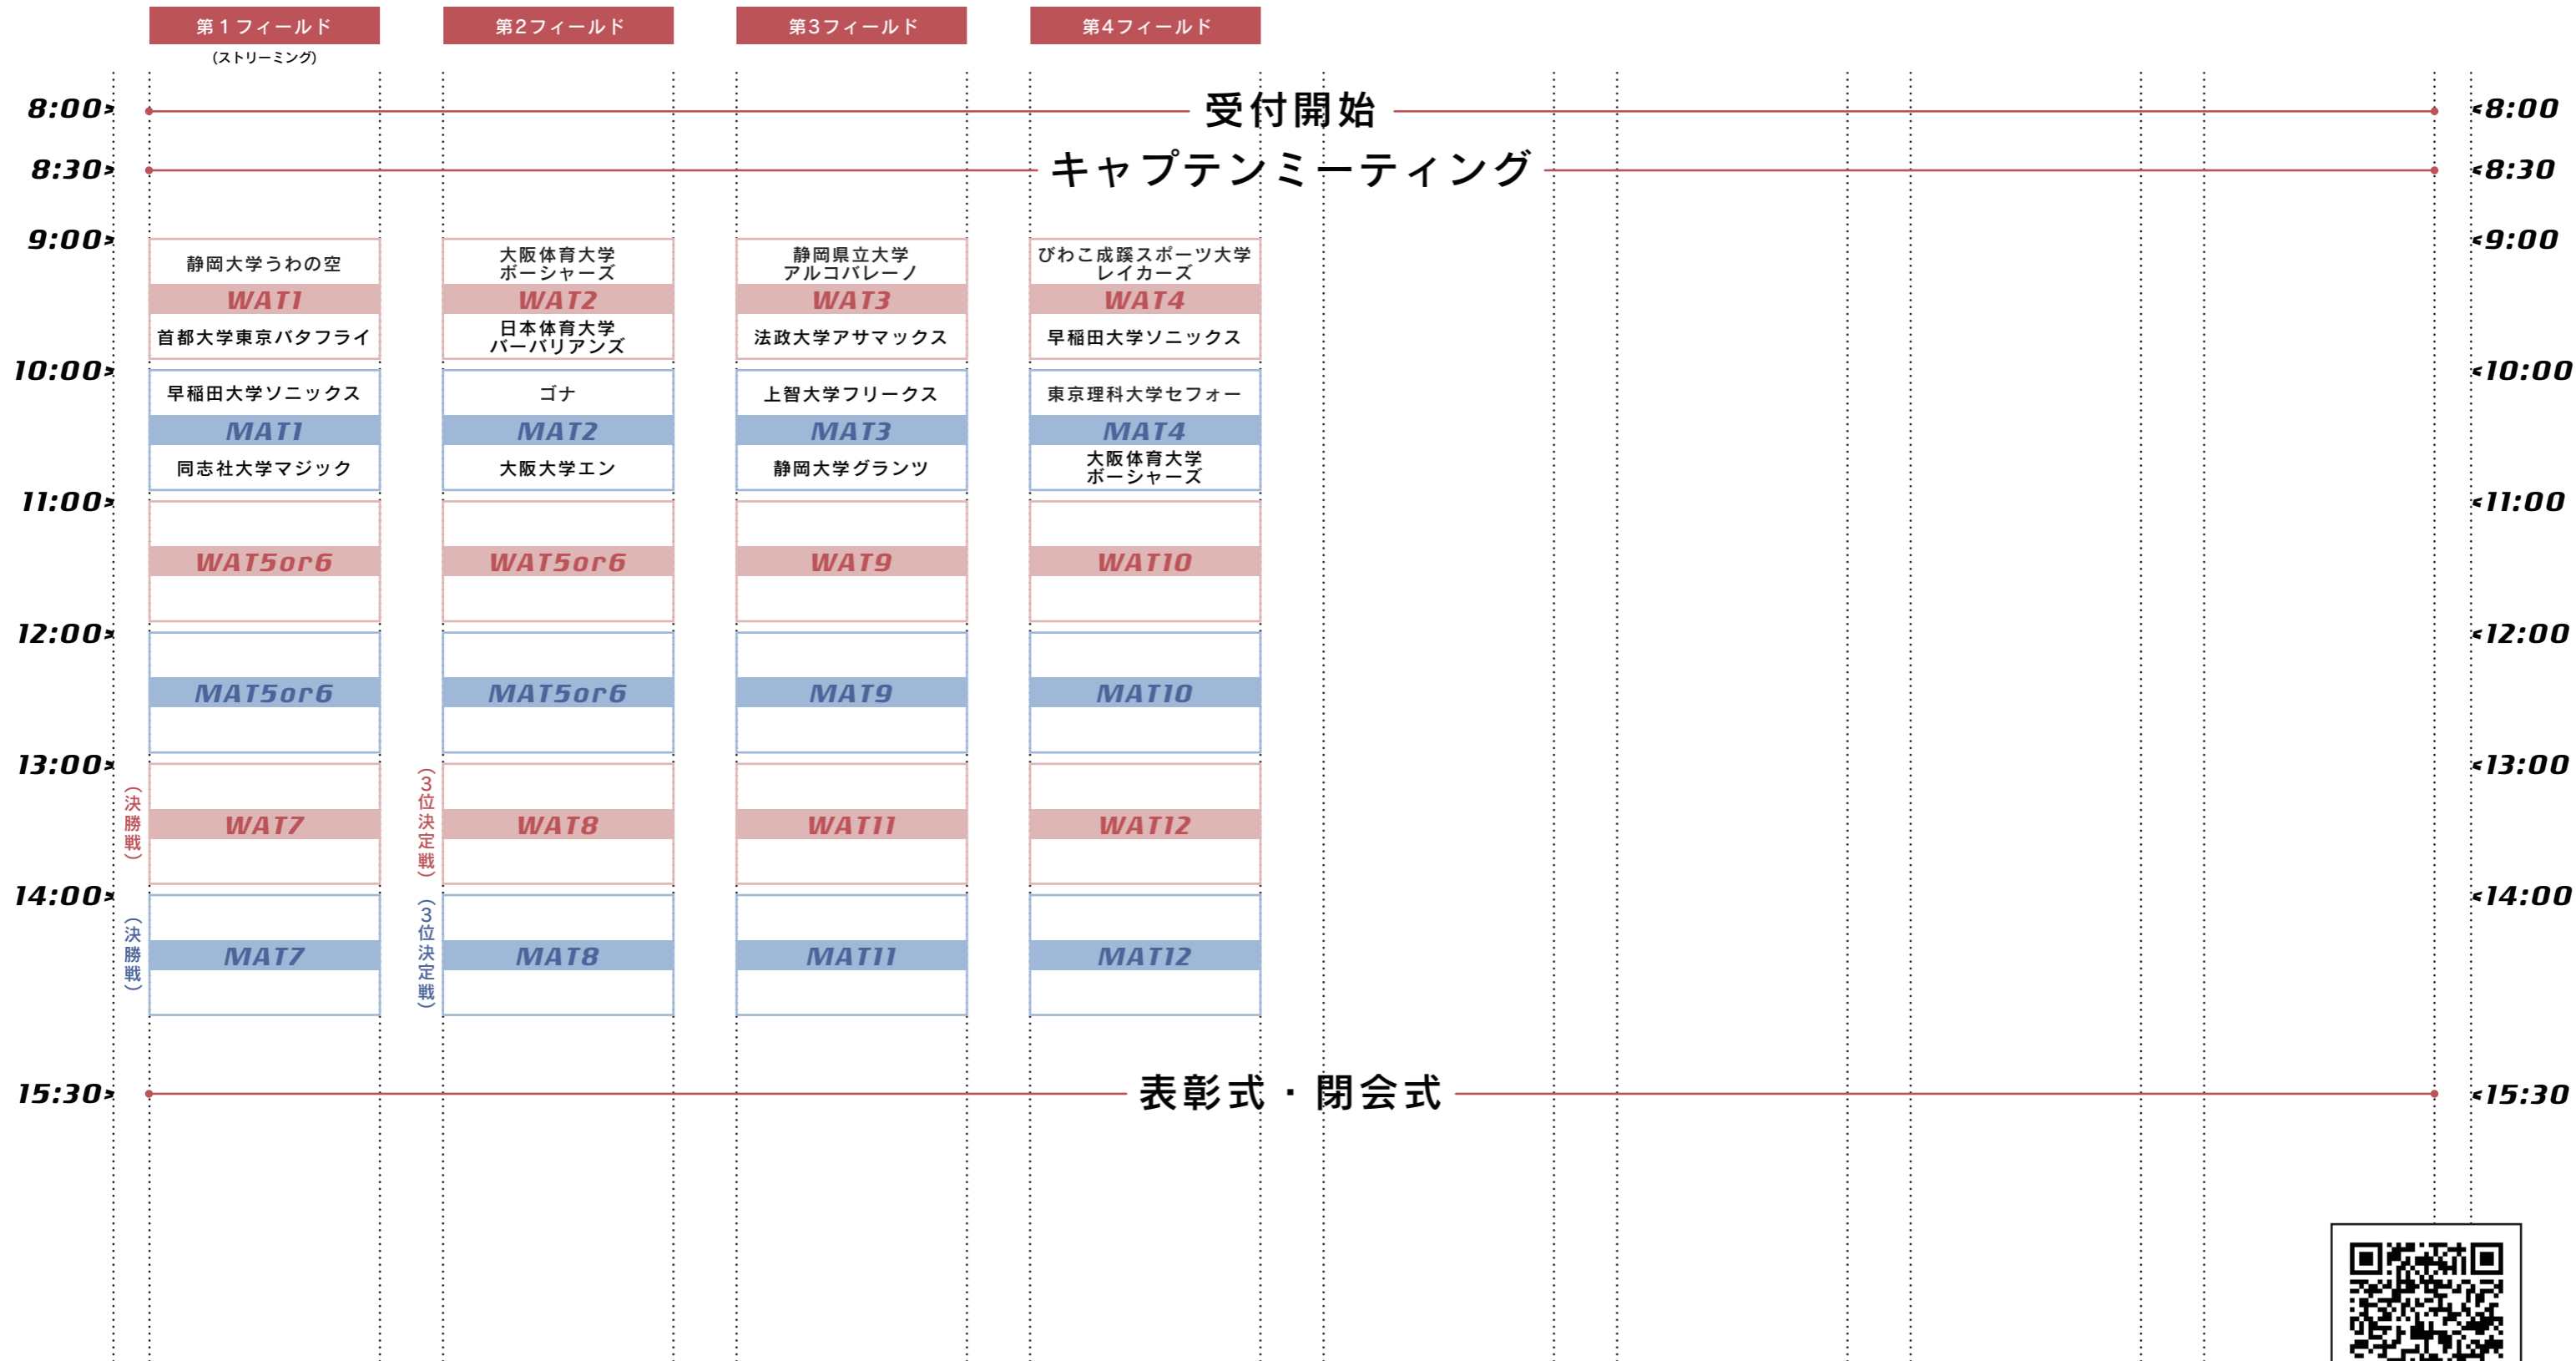 第１フィールド 第2フィールド 第3フィールド 第4フィールド
(ストリーミング)
8:00 受付開始 8:00
8:30 キャプテンミーティング 8:30
9:00 9:00
静岡大学うわの空
WAT1
首都大学東京バタフライ
大阪体育大学
ボーシャーズ
WAT2
日本体育大学
バーバリアンズ
静岡県立大学
アルコバレーノ
WAT3
法政大学アサマックス
びわこ成蹊スポーツ大学
レイカーズ
WAT4
早稲田大学ソニックス
10:00 10:00
早稲田大学ソニックス
MAT1
同志社大学マジック
ゴナ
MAT2
大阪大学エン
上智大学フリークス
MAT3
静岡大学グランツ
東京理科大学セフォー
MAT4
大阪体育大学
ボーシャーズ
11:00 11:00
WAT5or6 WAT5or6 WAT9 WAT10
12:00 12:00
MAT5or6 MAT5or6 MAT9 MAT10
13:00 13:00
(決勝戦)
WAT7
(3位決定戦)
WAT8
WAT11
WAT12
14:00 14:00
(決勝戦)
MAT7
(3位決定戦)
MAT8
MAT11
MAT12
15:30 表彰式・閉会式 15:30